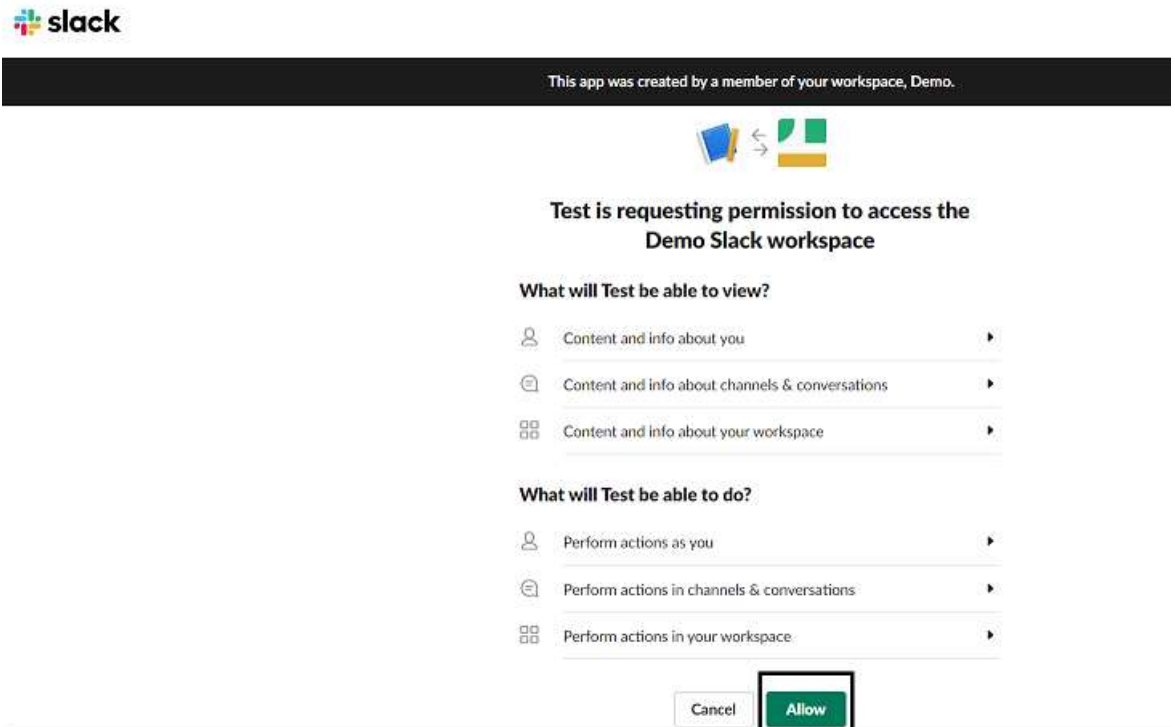 slack
This app was created by a member of your workspace, Demo.
Test is requesting permission to access the
Demo Slack workspace
What will Test be able to view?
Content and info about you
Content and info about channels & conversations
Content and info about your workspace
What will Test be able to do?
Perform actions as you
Perform actions in channels & conversations
Perform actions in your workspace
Cancel Allow